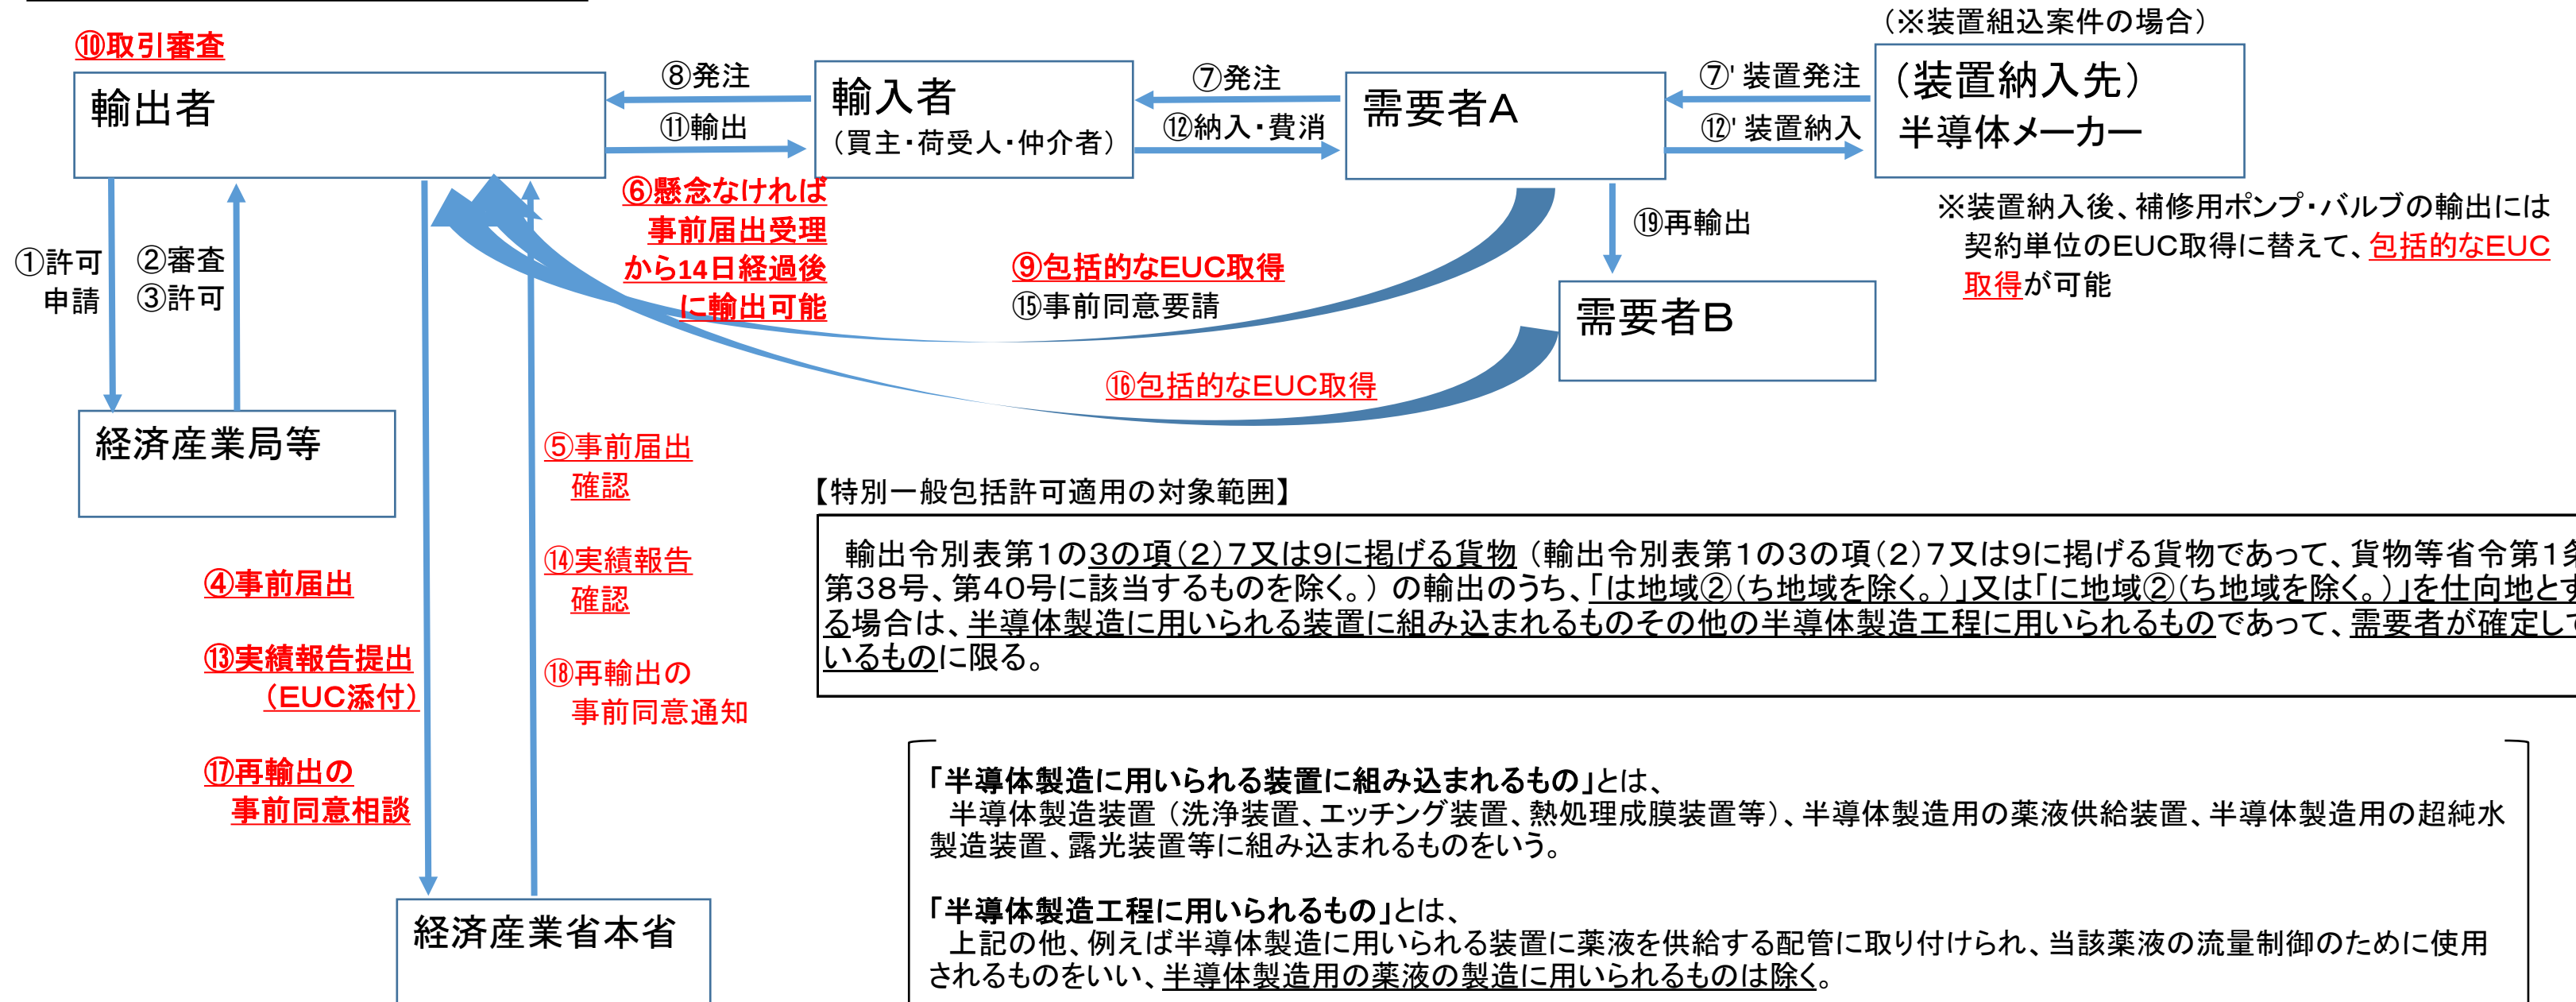 (※装置組込案件の場合)
⑩取引審査
輸出者
⑧発注
⑪輸出
輸入者
(買主・荷受人・仲介者)
⑦発注
⑫納入・費消
需要者A
⑦' 装置発注
⑫' 装置納入
(装置納入先)
半導体メーカー
①許可
申請
②審査
③許可
⑥懸念なければ
事前届出受理
から14日経過後
に輸出可能
⑨包括的なEUC取得
⑮事前同意要請
⑲再輸出
※装置納入後、補修用ポンプ・バルブの輸出には
契約単位のEUC取得に替えて、包括的なEUC
取得が可能
需要者B
⑯包括的なEUC取得
経済産業局等
⑤事前届出
確認
④事前届出
⑭実績報告
確認
⑬実績報告提出
(EUC添付)
⑱再輸出の
事前同意通知
⑰再輸出の
事前同意相談
経済産業省本省
【特別一般包括許可適用の対象範囲】
輸出令別表第1の3の項(2)7又は9に掲げる貨物(輸出令別表第1の3の項(2)7又は9に掲げる貨物であって、貨物等省令第1条
第38号、第40号に該当するものを除く。)の輸出のうち、「は地域②(ち地域を除く。)」又は「に地域②(ち地域を除く。)」を仕向地とす
る場合は、半導体製造に用いられる装置に組み込まれるものその他の半導体製造工程に用いられるものであって、需要者が確定して
いるものに限る。
「半導体製造に用いられる装置に組み込まれるもの」とは、
半導体製造装置(洗浄装置、エッチング装置、熱処理成膜装置等)、半導体製造用の薬液供給装置、半導体製造用の超純水
製造装置、露光装置等に組み込まれるものをいう。
「半導体製造工程に用いられるもの」とは、
上記の他、例えば半導体製造に用いられる装置に薬液を供給する配管に取り付けられ、当該薬液の流量制御のために使用
されるものをいい、半導体製造用の薬液の製造に用いられるものは除く。